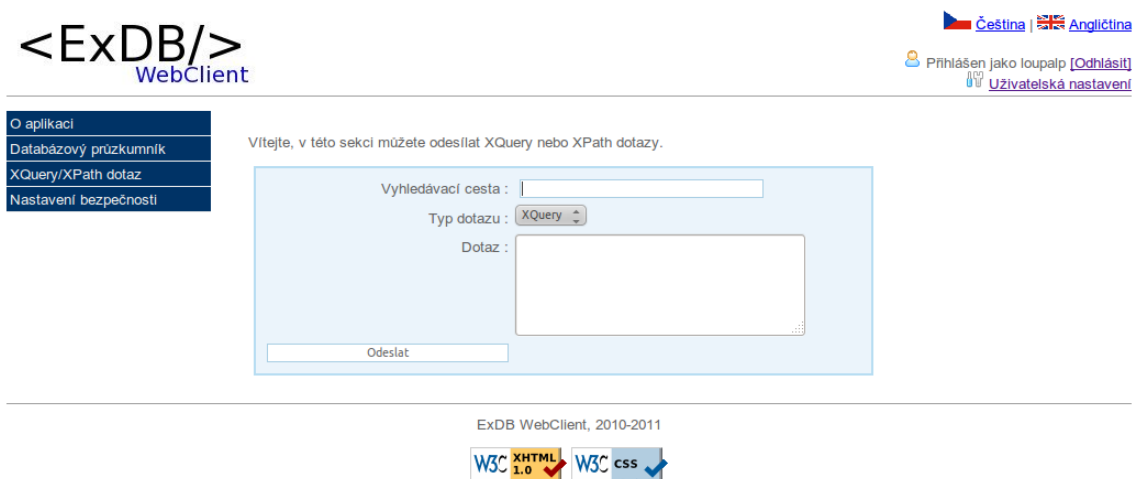 <ExDB/>
WebClient
Čeština | Angličtina
Přihlášen jako loupalp [Odhlásit]
Uživatelská nastavení
O aplikaci
Databázový průzkumník
XQuery/XPath dotaz
Nastavení bezpečnosti
Vítejte, v této sekci můžete odesílat XQuery nebo XPath dotazy.
Vyhledávací cesta :
Typ dotazu : XQuery
Dotaz :
Odeslat
ExDB WebClient, 2010-2011
W3C XHTML 1.0 W3C css